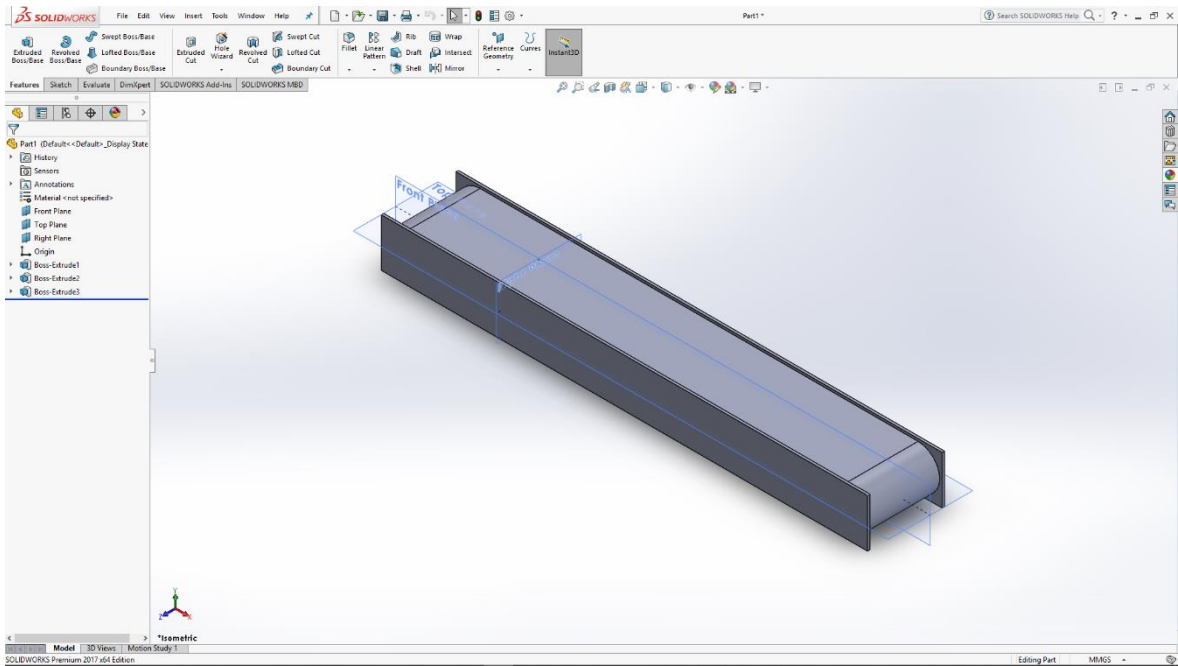 SOLIDWORKS File Edit View Insert Tools Window Help Part1 * Search SOLIDWORKS Help
Extruded Boss/Base
Revolved Boss/Base
Swept Boss/Base
Lofted Boss/Base
Boundary Boss/Base
Extruded Cut
Hole Wizard
Revolved Cut
Swept Cut
Lofted Cut
Boundary Cut
Fillet
Linear Pattern
Rib
Draft
Shell
Wrap
Intersect
Mirror
Reference Geometry
Curves
Instant3D
Features Sketch Evaluate DimXpert SOLIDWORKS Add-Ins SOLIDWORKS MBD
Part1 (Default<<Default>_Display State
History
Sensors
Annotations
Material <not specified>
Front Plane
Top Plane
Right Plane
Origin
Boss-Extrude1
Boss-Extrude2
Boss-Extrude3
Front
Top
Y
Z
X
*Isometric
Model 3D Views Motion Study 1
SOLIDWORKS Premium 2017 x64 Edition Editing Part MMGS